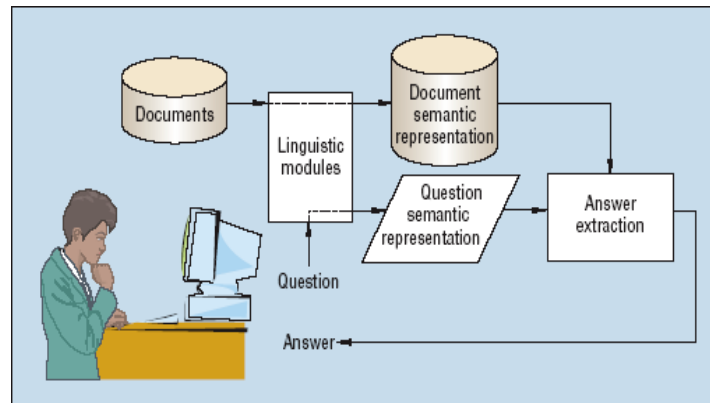 Documents
Linguistic
modules
Document
semantic
representation
Question
semantic
representation
Answer
extraction
Question
Answer